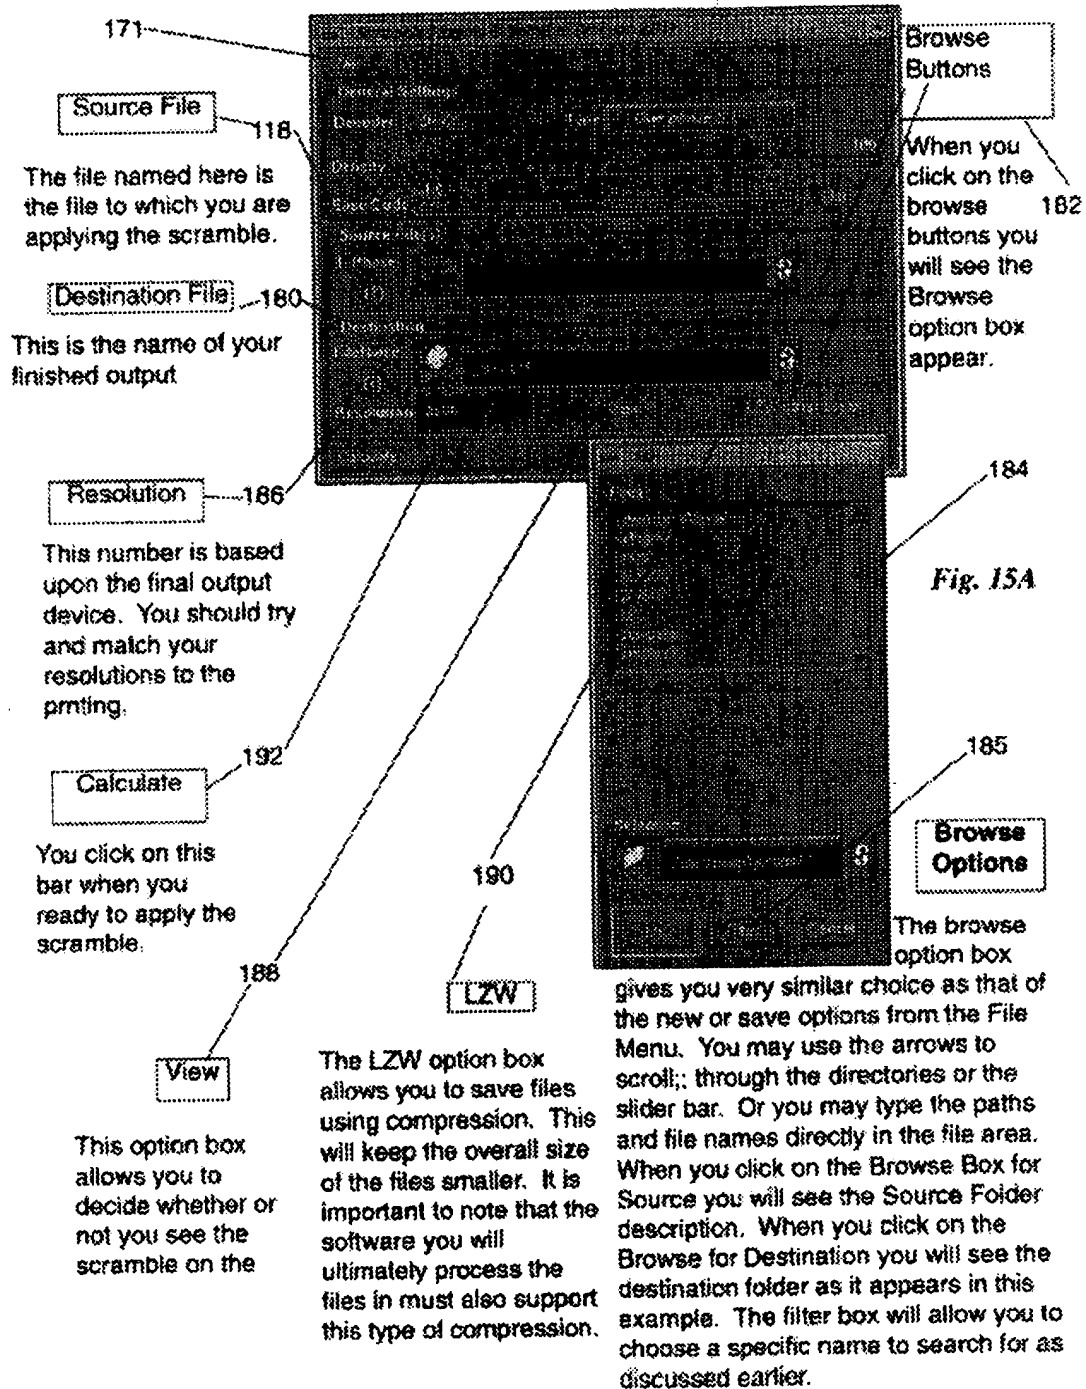 171
Source File
118
The file named here is
the file to which you are
applying the scramble.
Destination File
180
This is the name of your
finished output
Resolution
186
This number is based
upon the final output
device. You should try
and match your
resolutions to the
prnting.
Calculate
192
You click on this
bar when you
ready to apply the
scramble.
188
View
This option box
allows you to
decide whether or
not you see the
scramble on the
190
LZW
The LZW option box
allows you to save files
using compression. This
will keep the overall size
of the files smaller. It is
important to note that the
software you will
ultimately process the
files in must also support
this type of compression.
Browse
Buttons
182
When you
click on the
browse
buttons you
will see the
Browse
option box
appear.
184
Fig. 15A
185
Browse
Options
The browse
option box
gives you very similar choice as that of
the new or save options from the File
Menu. You may use the arrows to
scroll;; through the directories or the
slider bar. Or you may type the paths
and file names directly in the file area.
When you click on the Browse Box for
Source you will see the Source Folder
description. When you click on the
Browse for Destination you will see the
destination folder as it appears in this
example. The filter box will allow you to
choose a specific name to search for as
discussed earlier.